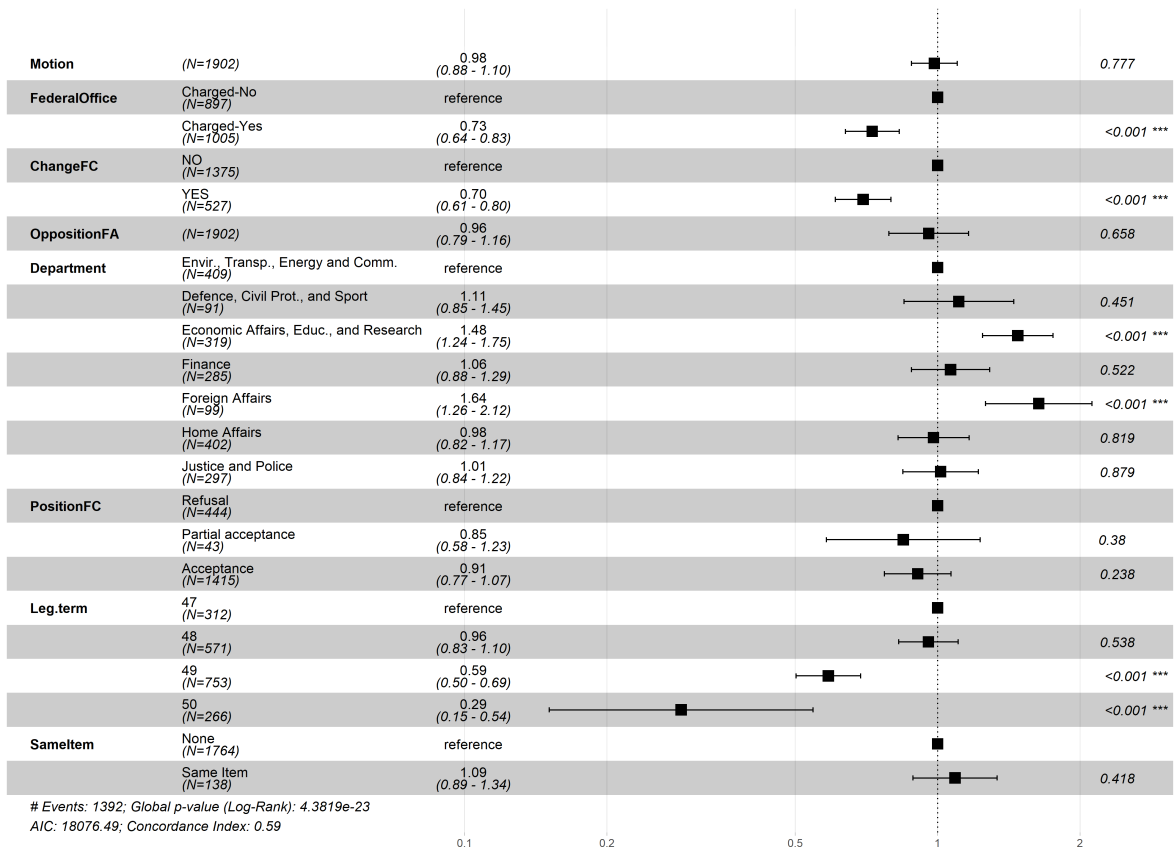 Motion (N=1902) 0.98 0.777
(0.88 - 1.10)
FederalOffice Charged-No reference
(N=897)
Charged-Yes 0.73 <0.001 ***
(N=1005) (0.64 - 0.83)
ChangeFC NO reference
(N=1375)
YES 0.70 <0.001 ***
(N=527) (0.61 - 0.80)
OppositionFA (N=1902) 0.96 0.658
(0.79 - 1.16)
Department Envir., Transp., Energy and Comm. reference
(N=409)
Defence, Civil Prot., and Sport 1.11 0.451
(N=91) (0.85 - 1.45)
Economic Affairs, Educ., and Research 1.48 <0.001 ***
(N=319) (1.24 - 1.75)
Finance 1.06 0.522
(N=285) (0.88 - 1.29)
Foreign Affairs 1.64 <0.001 ***
(N=99) (1.26 - 2.12)
Home Affairs 0.98 0.819
(N=402) (0.82 - 1.17)
Justice and Police 1.01 0.879
(N=297) (0.84 - 1.22)
PositionFC Refusal reference
(N=444)
Partial acceptance 0.85 0.38
(N=43) (0.58 - 1.23)
Acceptance 0.91 0.238
(N=1415) (0.77 - 1.07)
Leg.term 47 reference
(N=312)
48 0.96 0.538
(N=571) (0.83 - 1.10)
49 0.59 <0.001 ***
(N=753) (0.50 - 0.69)
50 0.29 <0.001 ***
(N=266) (0.15 - 0.54)
SameItem None reference
(N=1764)
Same Item 1.09 0.418
(N=138) (0.89 - 1.34)
# Events: 1392; Global p-value (Log-Rank): 4.3819e-23
AIC: 18076.49; Concordance Index: 0.59
0.1 0.2 0.5 1 2